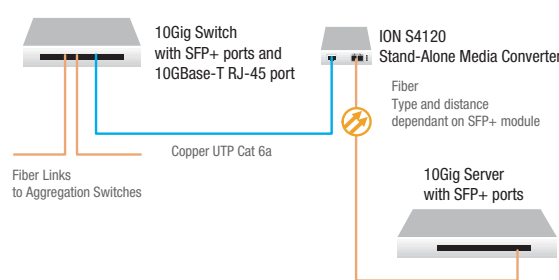 10Gig Switch
with SFP+ ports and
10GBase-T RJ-45 port
ION S4120
Stand-Alone Media Converter
Fiber
Type and distance
dependant on SFP+ module
Copper UTP Cat 6a
Fiber Links
to Aggregation Switches
10Gig Server
with SFP+ ports